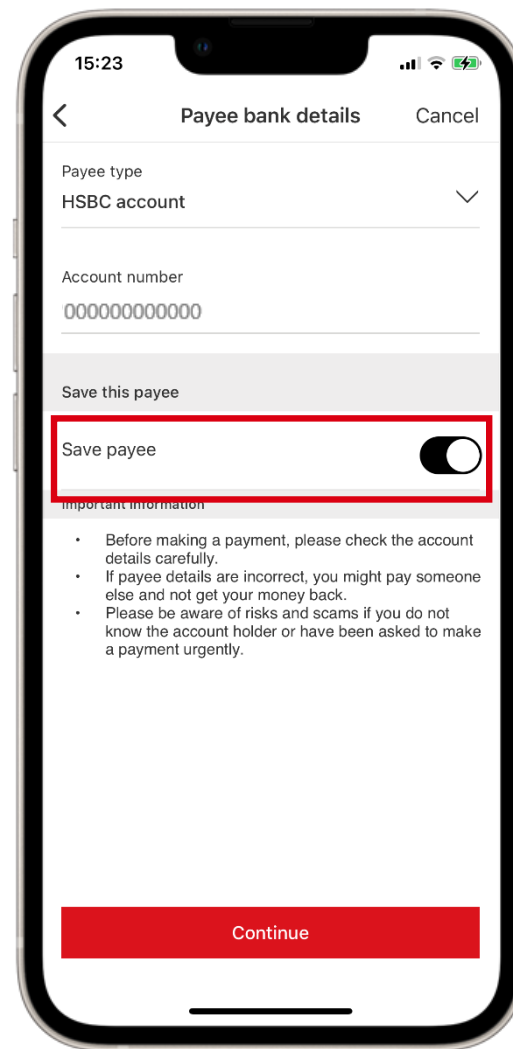 15:23
Payee bank details Cancel
Payee type
HSBC account
Account number
000000000000
Save this payee
Save payee
Important information
• Before making a payment, please check the account
details carefully.
• If payee details are incorrect, you might pay someone
else and not get your money back.
• Please be aware of risks and scams if you do not
know the account holder or have been asked to make
a payment urgently.
Continue